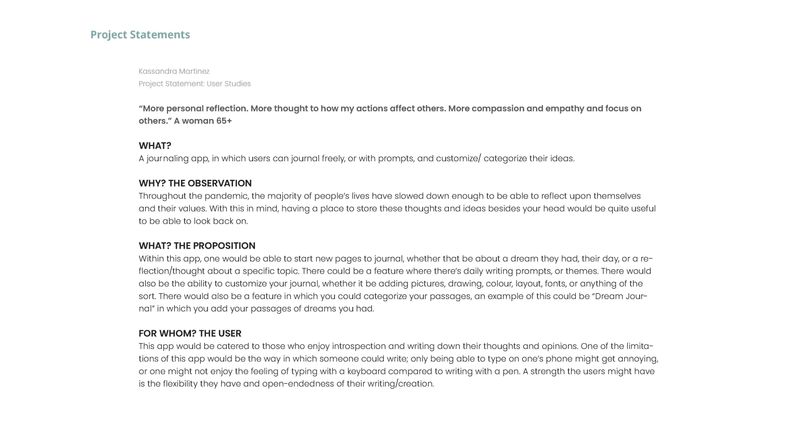 Project Statements
Kassandra Martinez
Project Statement: User Studies
“More personal reflection. More thought to how my actions affect others. More compassion and empathy and focus on
others.” A woman 65+
WHAT?
A journaling app, in which users can journal freely, or with prompts, and customize/ categorize their ideas.
WHY? THE OBSERVATION
Throughout the pandemic, the majority of people’s lives have slowed down enough to be able to reflect upon themselves
and their values. With this in mind, having a place to store these thoughts and ideas besides your head would be quite useful
to be able to look back on.
WHAT? THE PROPOSITION
Within this app, one would be able to start new pages to journal, whether that be about a dream they had, their day, or a re-
flection/thought about a specific topic. There could be a feature where there’s daily writing prompts, or themes. There would
also be the ability to customize your journal, whether it be adding pictures, drawing, colour, layout, fonts, or anything of the
sort. There would also be a feature in which you could categorize your passages, an example of this could be “Dream Jour-
nal” in which you add your passages of dreams you had.
FOR WHOM? THE USER
This app would be catered to those who enjoy introspection and writing down their thoughts and opinions. One of the limita-
tions of this app would be the way in which someone could write; only being able to type on one’s phone might get annoying,
or one might not enjoy the feeling of typing with a keyboard compared to writing with a pen. A strength the users might have
is the flexibility they have and open-endedness of their writing/creation.